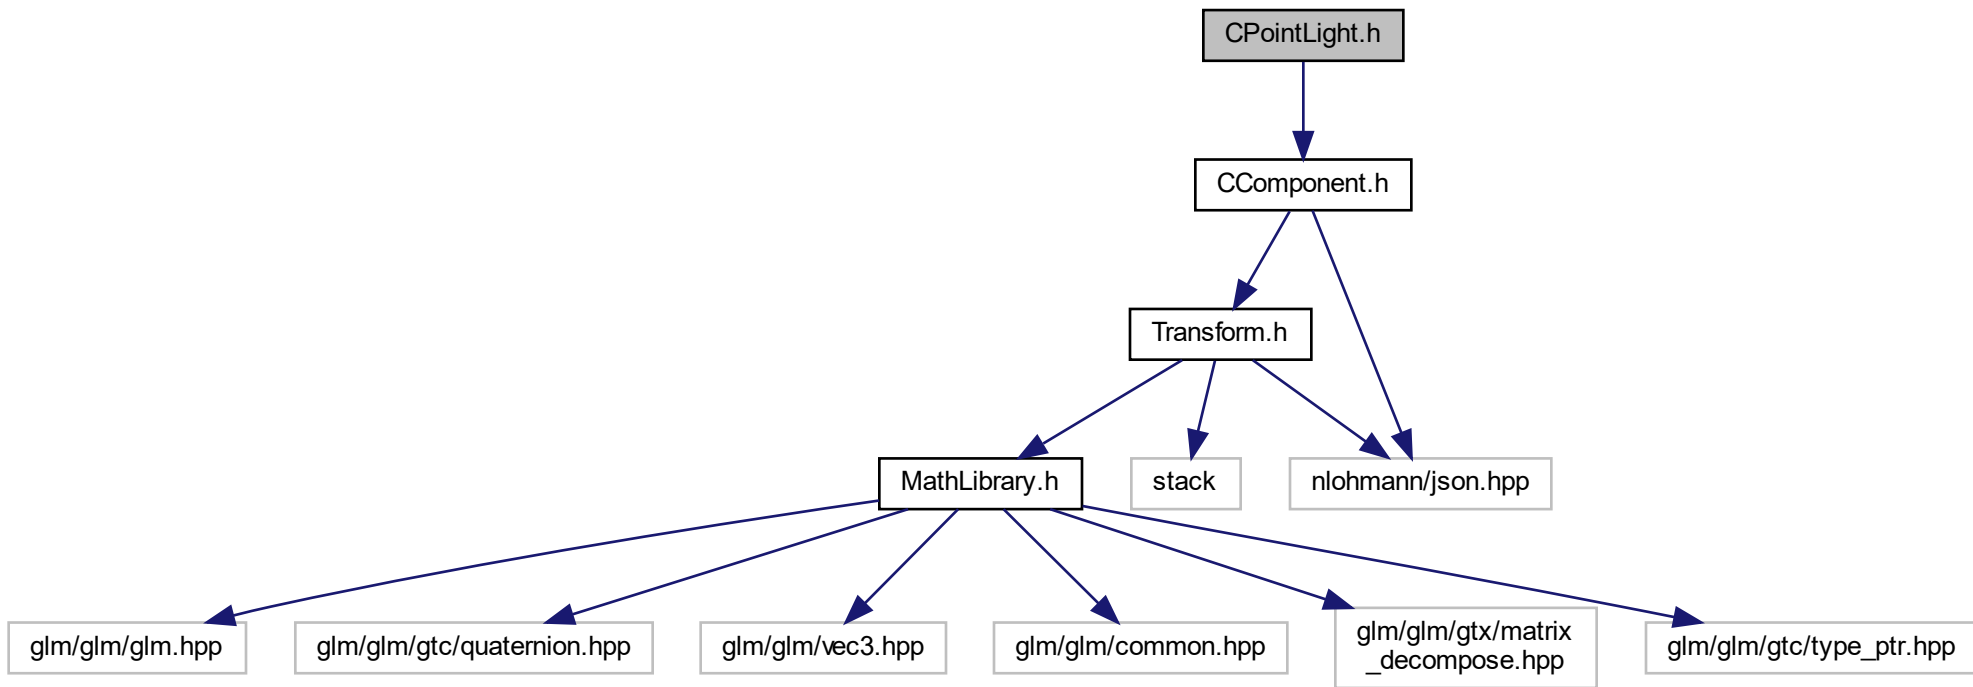 CPointLight.h
CComponent.h
Transform.h
MathLibrary.h
stack
nlohmann/json.hpp
glm/glm/glm.hpp
glm/glm/gtc/quaternion.hpp
glm/glm/vec3.hpp
glm/glm/common.hpp
glm/glm/gtx/matrix
_decompose.hpp
glm/glm/gtc/type_ptr.hpp